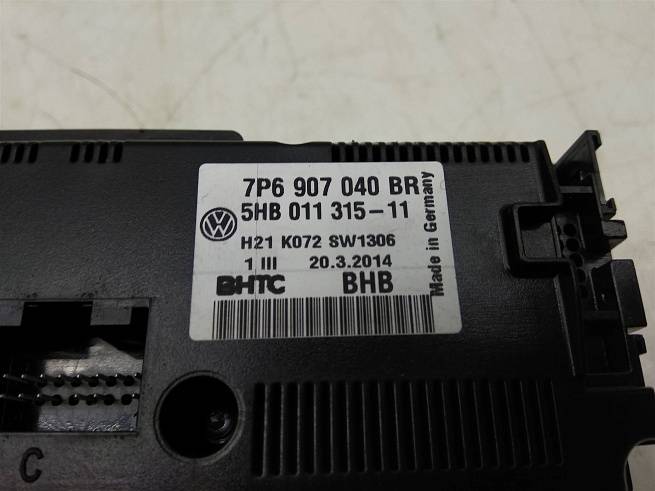 7P6 907 040 BR
5HB 011 315-11
H21 K072 SW1306
1 III 20.3.2014
BHTC BHB
Made in Germany
C